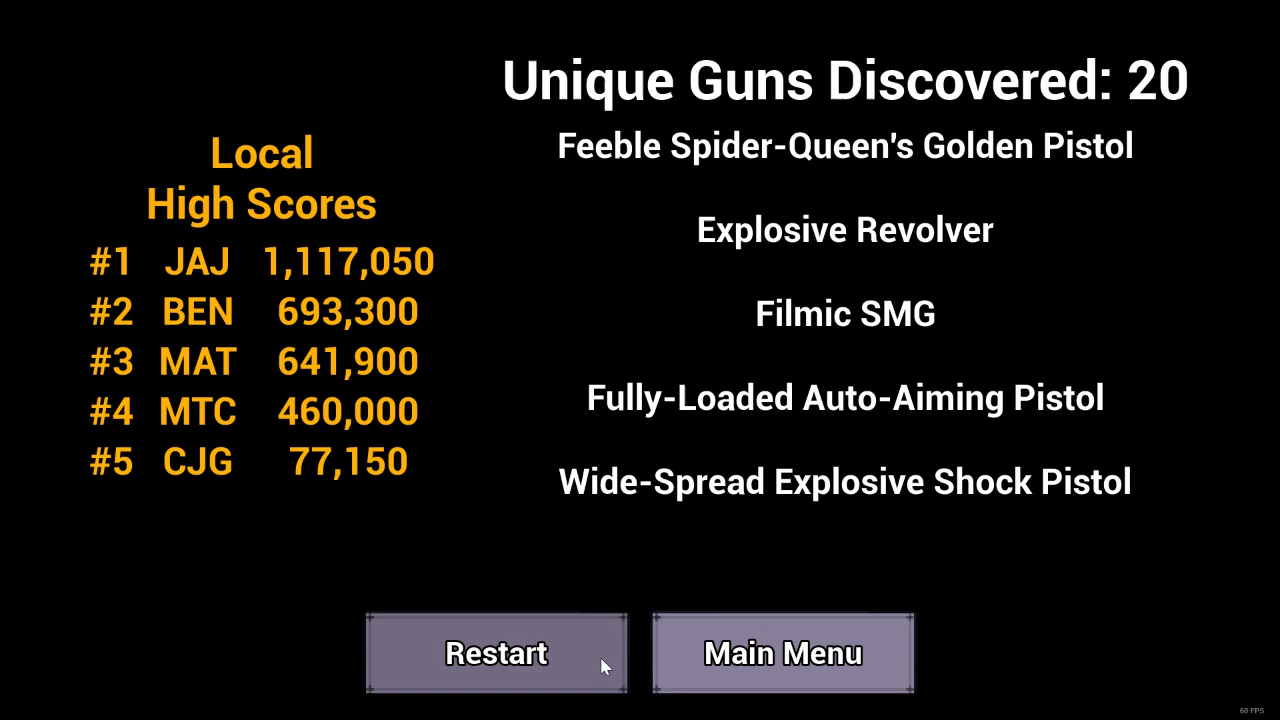 Unique Guns Discovered: 20
Feeble Spider-Queen's Golden Pistol
Explosive Revolver
Filmic SMG
Fully-Loaded Auto-Aiming Pistol
Wide-Spread Explosive Shock Pistol
Local
High Scores
#1 JAJ 1,117,050
#2 BEN 693,300
#3 MAT 641,900
#4 MTC 460,000
#5 CJG 77,150
Restart
Main Menu
60 FPS